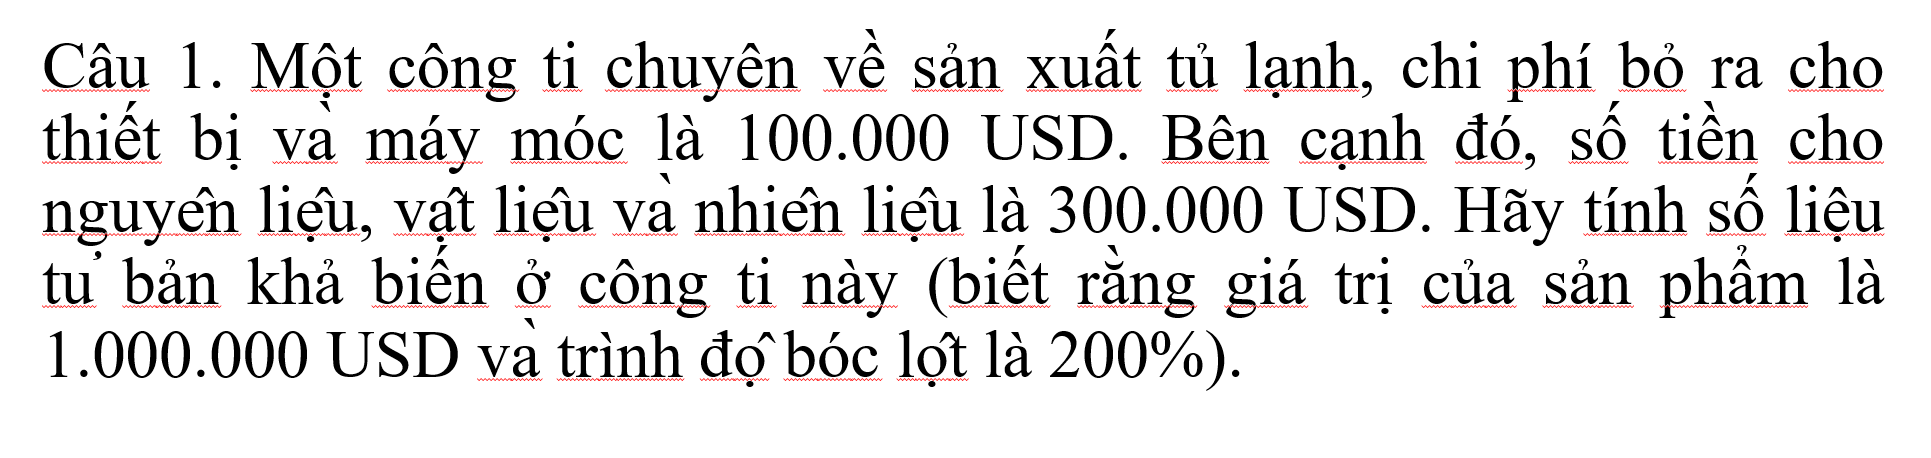 Câu 1. Một công ti chuyên về sản xuất tủ lạnh, chi phí bỏ ra cho
thiết bị và máy móc là 100.000 USD. Bên cạnh đó, số tiền cho
nguyên liệu, vật liệu và nhiên liệu là 300.000 USD. Hãy tính số liệu
tư bản khả biến ở công ti này (biết rằng giá trị của sản phẩm là
1.000.000 USD và trình độ bóc lột là 200%).